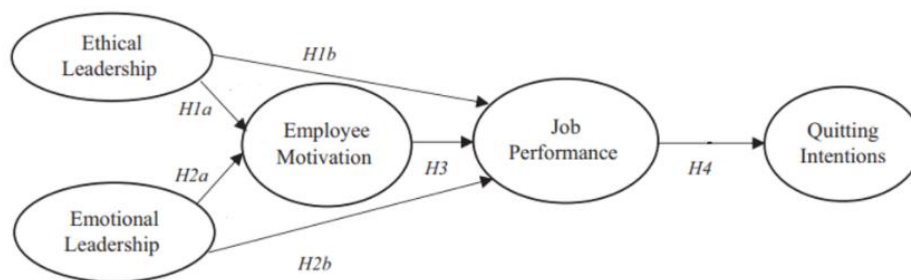 Ethical
Leadership
H1b
H1a
Employee
Motivation
H3
Job
Performance
H4
Quitting
Intentions
H2a
Emotional
Leadership
H2b